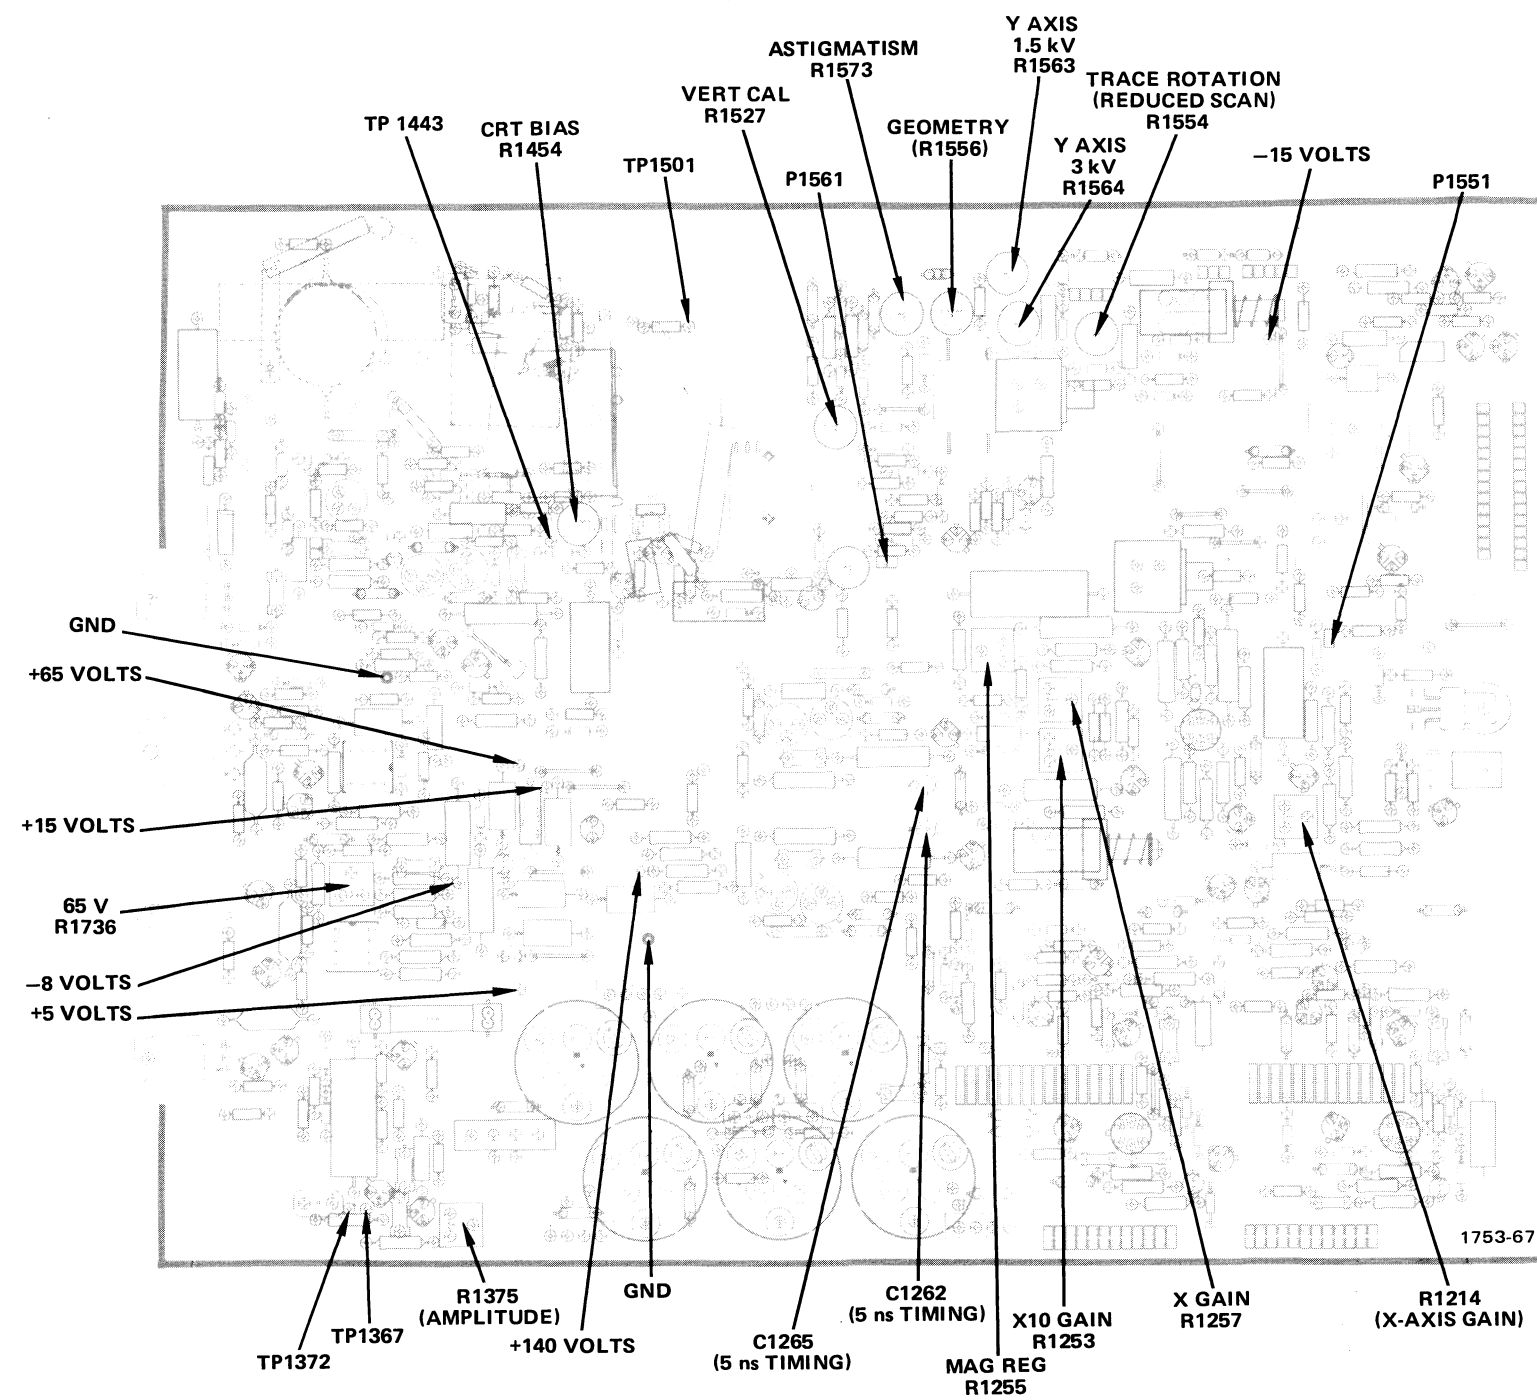 Y AXIS
1.5 kV
R1563
ASTIGMATISM
R1573
TRACE ROTATION
(REDUCED SCAN)
R1554
VERT CAL
R1527
TP 1443
CRT BIAS
R1454
GEOMETRY
(R1556)
TP1501
P1561
Y AXIS
3 kV
R1564
–15 VOLTS
P1551
GND
+65 VOLTS
+15 VOLTS
65 V
R1736
–8 VOLTS
+5 VOLTS
1753-67
TP1372
TP1367
R1375
(AMPLITUDE)
+140 VOLTS
GND
C1265
(5 ns TIMING)
C1262
(5 ns TIMING)
MAG REG
R1255
X10 GAIN
R1253
X GAIN
R1257
R1214
(X-AXIS GAIN)